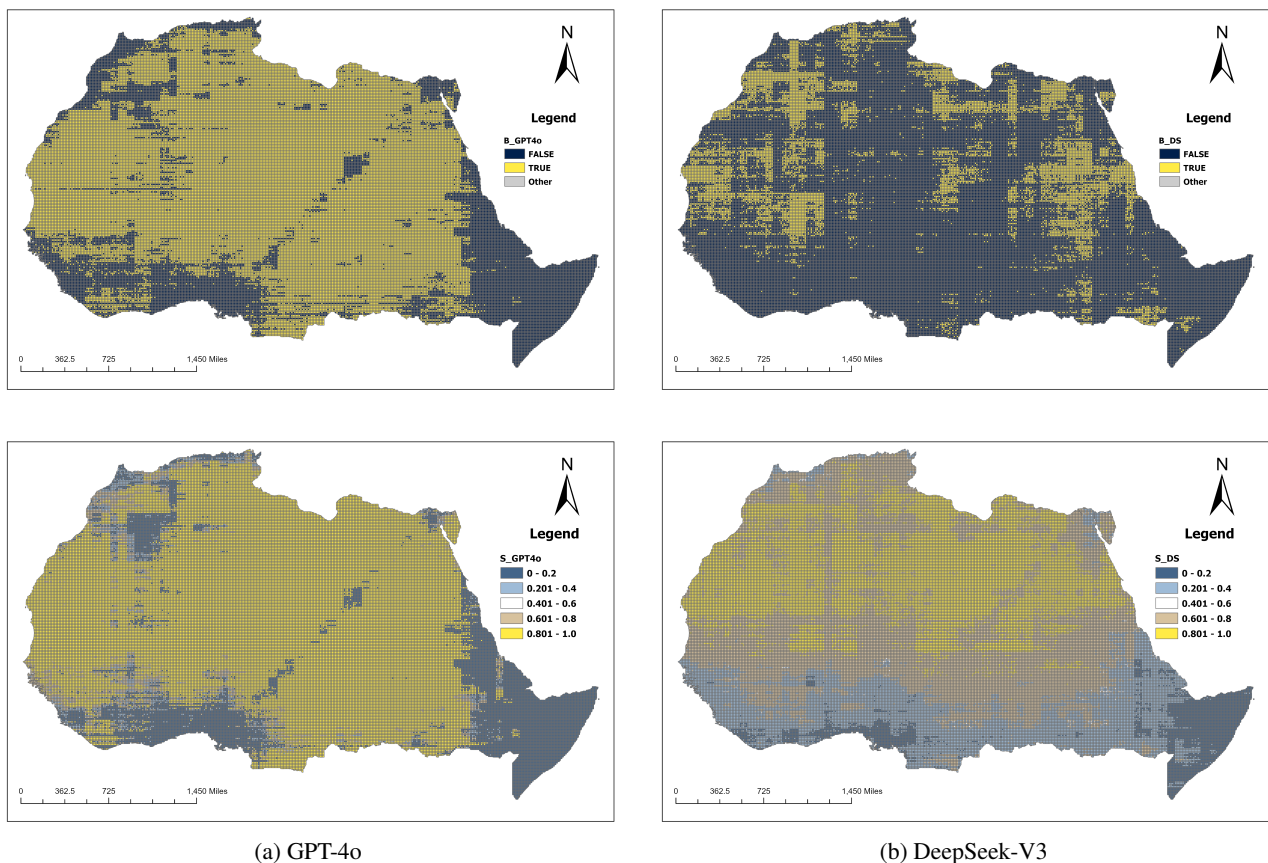 N
Legend
B_GPT4o
FALSE
TRUE
Other
0 362.5 725 1,450 Miles
N
Legend
B_DS
FALSE
TRUE
Other
0 362.5 725 1,450 Miles
N
Legend
S_GPT4o
0 - 0.2
0.201 - 0.4
0.401 - 0.6
0.601 - 0.8
0.801 - 1.0
0 362.5 725 1,450 Miles
N
Legend
S_DS
0 - 0.2
0.201 - 0.4
0.401 - 0.6
0.601 - 0.8
0.801 - 1.0
0 362.5 725 1,450 Miles
(a) GPT-4o
(b) DeepSeek-V3